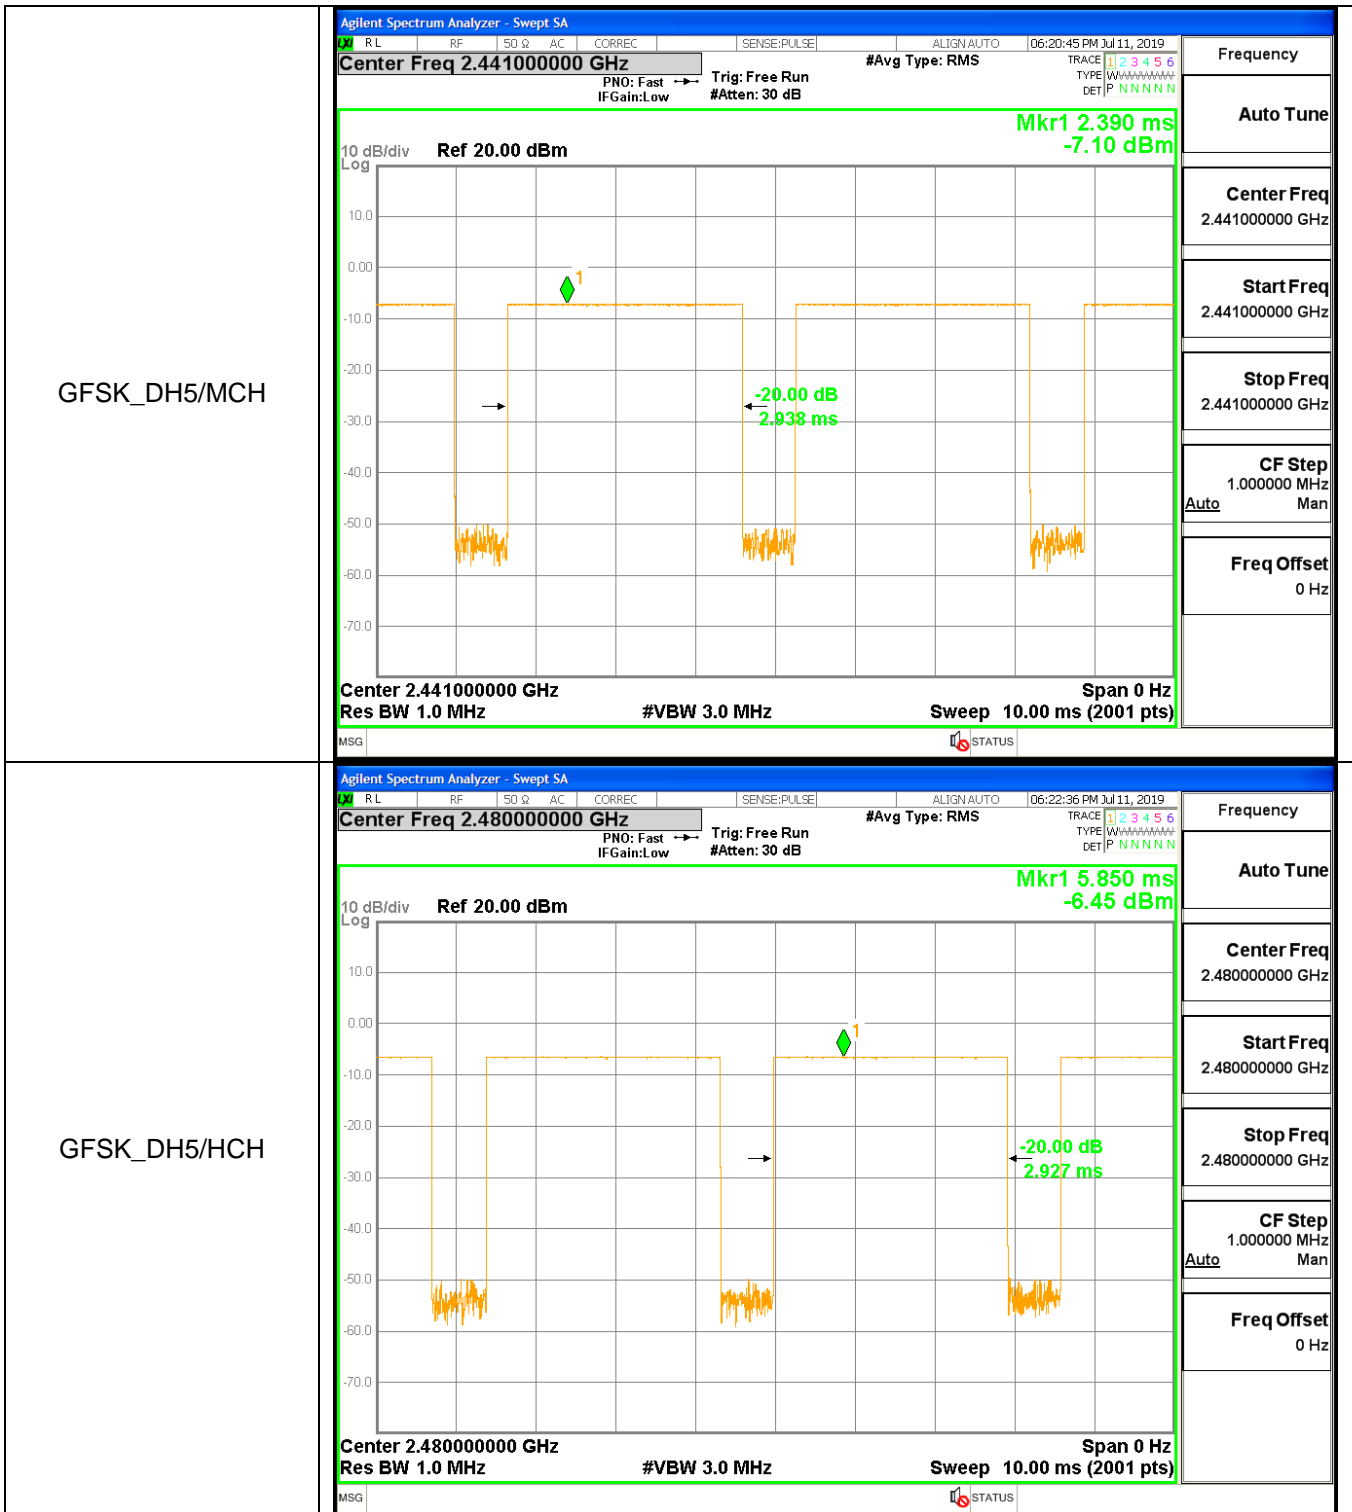 GFSK_DH5/MCH
Agilent Spectrum Analyzer - Swept SA
LXI RL RF 50 Ω AC CORREC SENSE:PULSE ALIGN AUTO 06:20:45 PM Jul 11, 2019
Center Freq 2.441000000 GHz
#Avg Type: RMS
TRACE 1 2 3 4 5 6
PNO: Fast
Trig: Free Run
TYPE WWWWWW
IFGain:Low
#Atten: 30 dB
DET P N N N N N
Mkr1 2.390 ms
-7.10 dBm
10 dB/div Ref 20.00 dBm
Log
10.0
0.00
1
-10.0
-20.0
-20.00 dB
2.938 ms
-30.0
-40.0
-50.0
-60.0
-70.0
Center 2.441000000 GHz Span 0 Hz
Res BW 1.0 MHz #VBW 3.0 MHz Sweep 10.00 ms (2001 pts)
MSG STATUS
Frequency
Auto Tune
Center Freq
2.441000000 GHz
Start Freq
2.441000000 GHz
Stop Freq
2.441000000 GHz
CF Step
1.000000 MHz
Auto Man
Freq Offset
0 Hz
GFSK_DH5/HCH
Agilent Spectrum Analyzer - Swept SA
LXI RL RF 50 Ω AC CORREC SENSE:PULSE ALIGN AUTO 06:22:36 PM Jul 11, 2019
Center Freq 2.480000000 GHz
#Avg Type: RMS
TRACE 1 2 3 4 5 6
PNO: Fast
Trig: Free Run
TYPE WWWWWW
IFGain:Low
#Atten: 30 dB
DET P N N N N N
Mkr1 5.850 ms
-6.45 dBm
10 dB/div Ref 20.00 dBm
Log
10.0
0.00
1
-10.0
-20.0
-20.00 dB
2.927 ms
-30.0
-40.0
-50.0
-60.0
-70.0
Center 2.480000000 GHz Span 0 Hz
Res BW 1.0 MHz #VBW 3.0 MHz Sweep 10.00 ms (2001 pts)
MSG STATUS
Frequency
Auto Tune
Center Freq
2.480000000 GHz
Start Freq
2.480000000 GHz
Stop Freq
2.480000000 GHz
CF Step
1.000000 MHz
Auto Man
Freq Offset
0 Hz